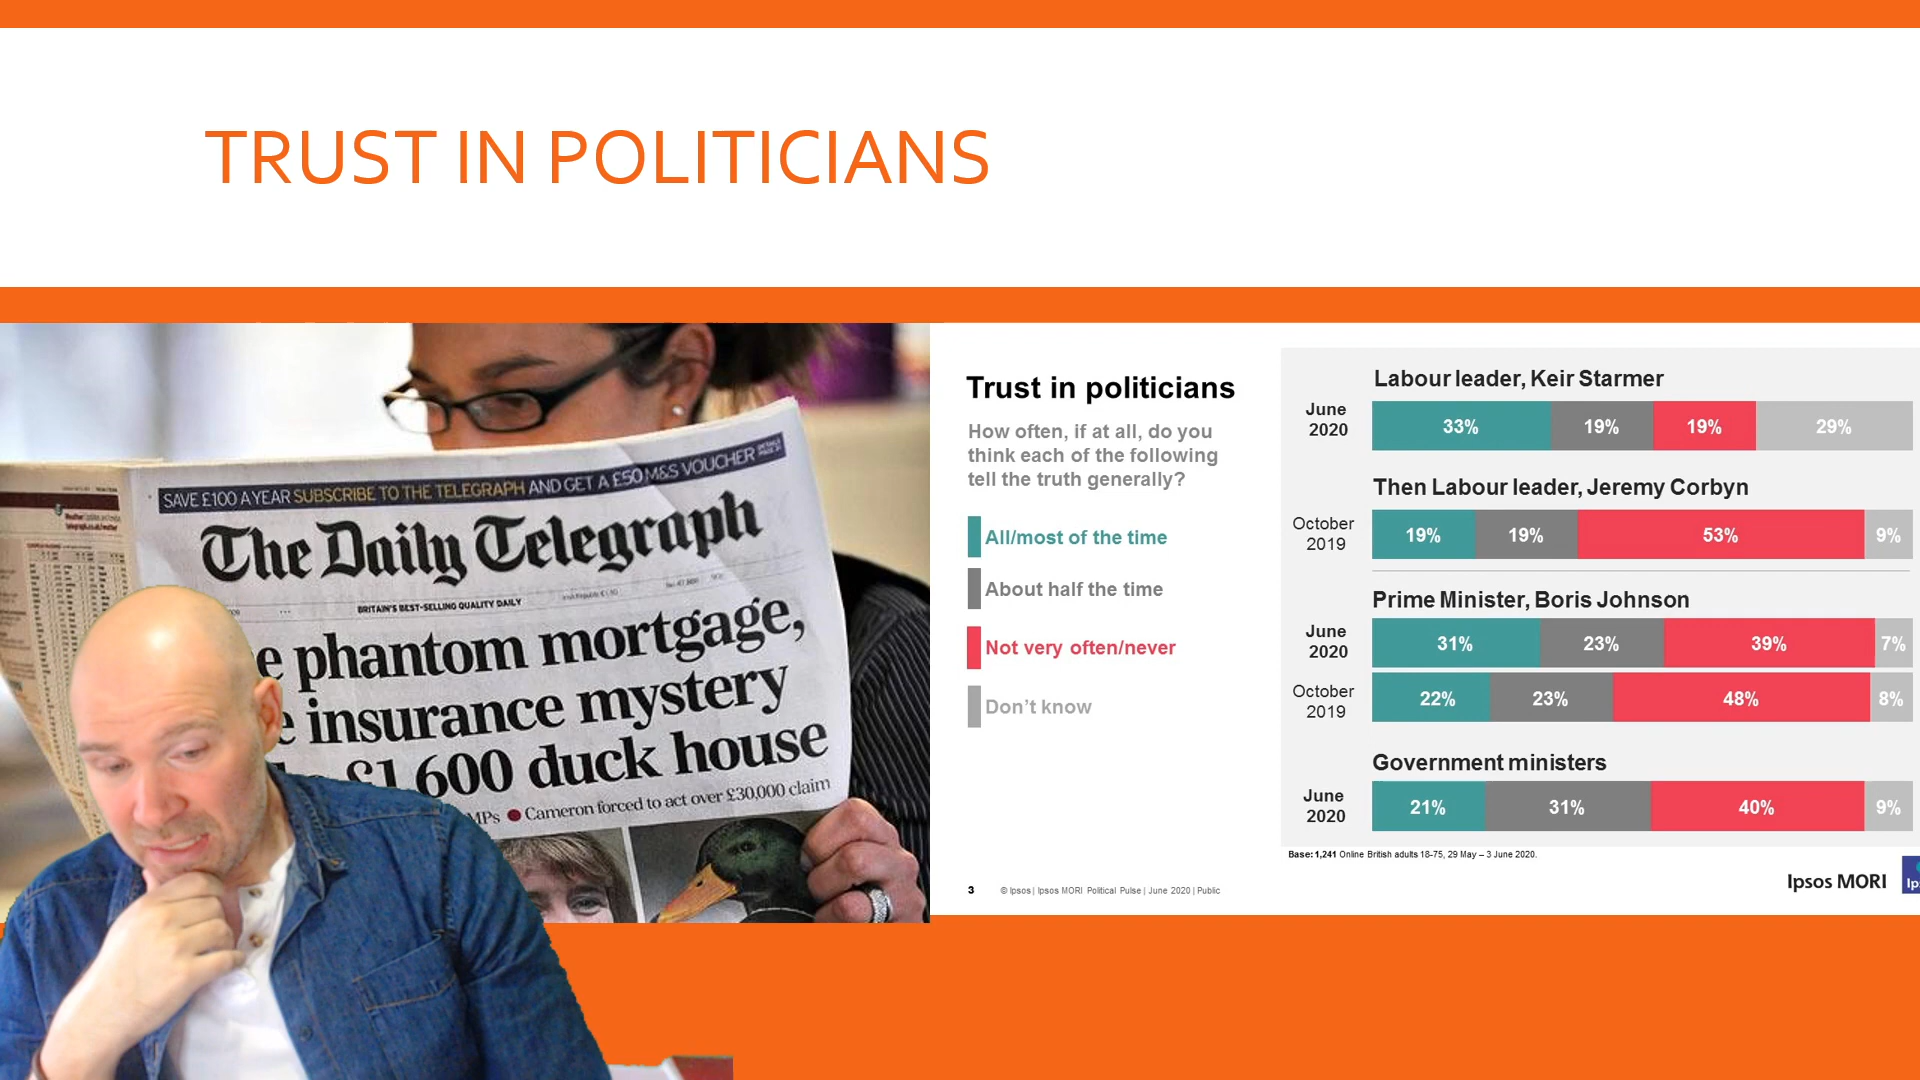 TRUST IN POLITICIANS
SAVE £100 A YEAR SUBSCRIBE TO THE TELEGRAPH AND GET A £50 M&S VOUCHER
The Daily Telegraph
BRITAIN'S BEST-SELLING QUALITY DAILY
e phantom mortgage,
e insurance mystery
£1,600 duck house
MPs ● Cameron forced to act over £30,000 claim
Trust in politicians
How often, if at all, do you
think each of the following
tell the truth generally?
All/most of the time
About half the time
Not very often/never
Don't know
Labour leader, Keir Starmer
June
2020
33% 19% 19% 29%
Then Labour leader, Jeremy Corbyn
October
2019
19% 19% 53% 9%
Prime Minister, Boris Johnson
June
2020
31% 23% 39% 7%
October
2019
22% 23% 48% 8%
Government ministers
June
2020
21% 31% 40% 9%
Base: 1,241 Online British adults 18-75, 29 May – 3 June 2020.
3 © Ipsos | Ipsos MORI Political Pulse | June 2020 | Public
Ipsos MORI